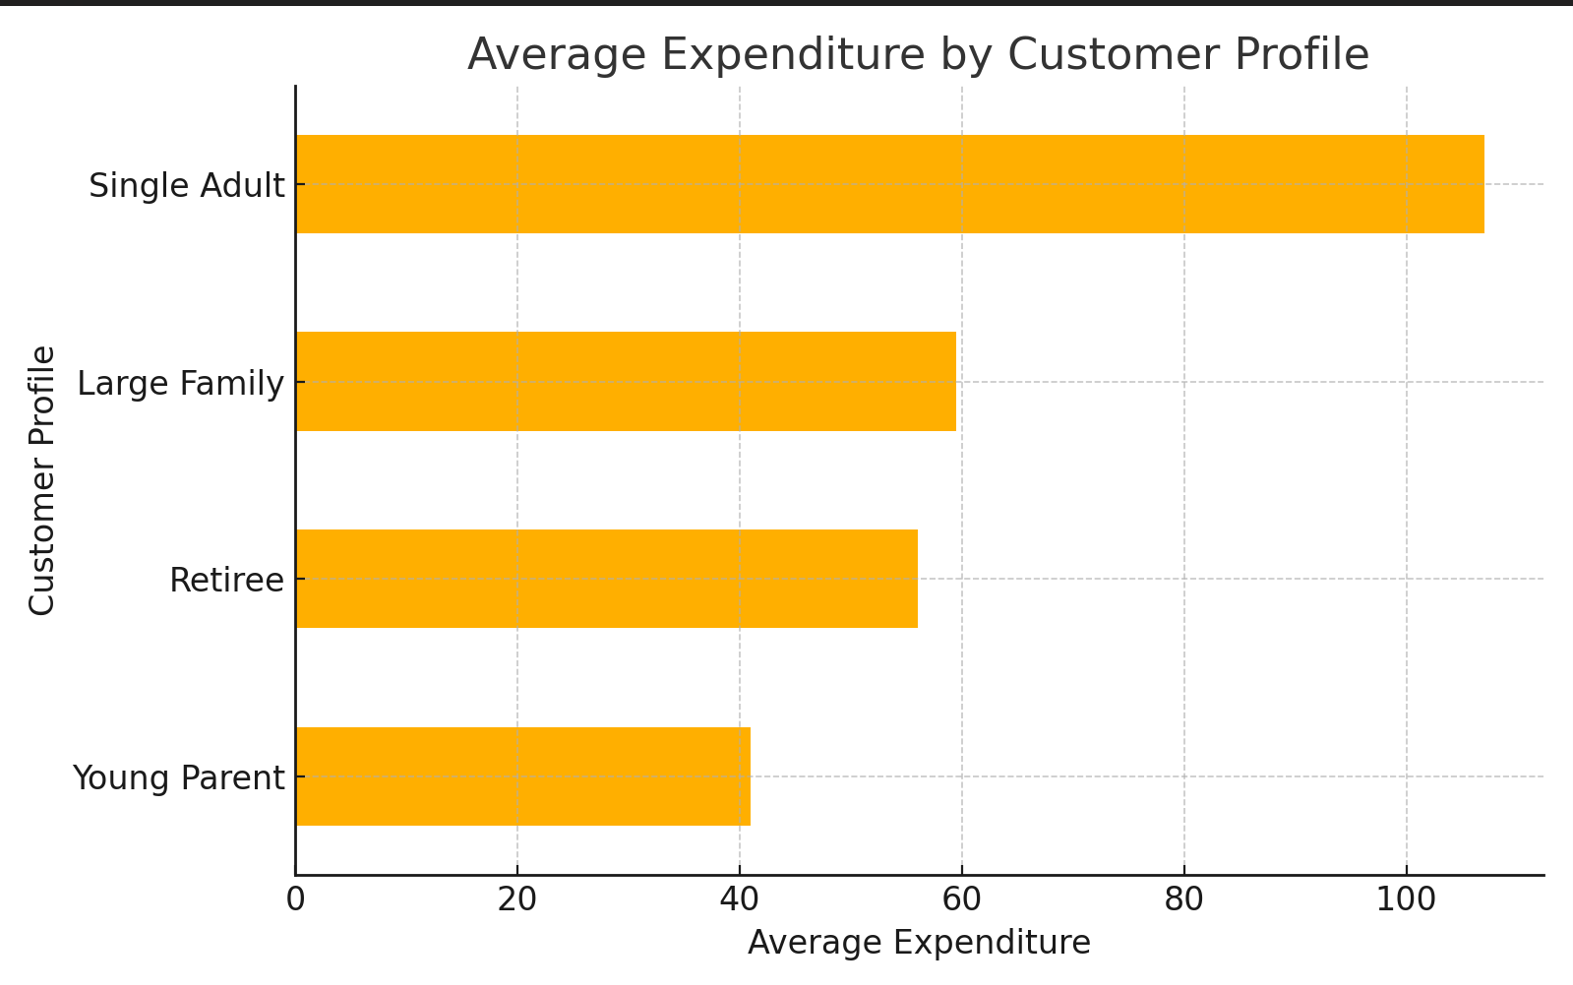 Average Expenditure by Customer Profile
Single Adult
Large Family
Retiree
Young Parent
Customer Profile
0 20 40 60 80 100
Average Expenditure